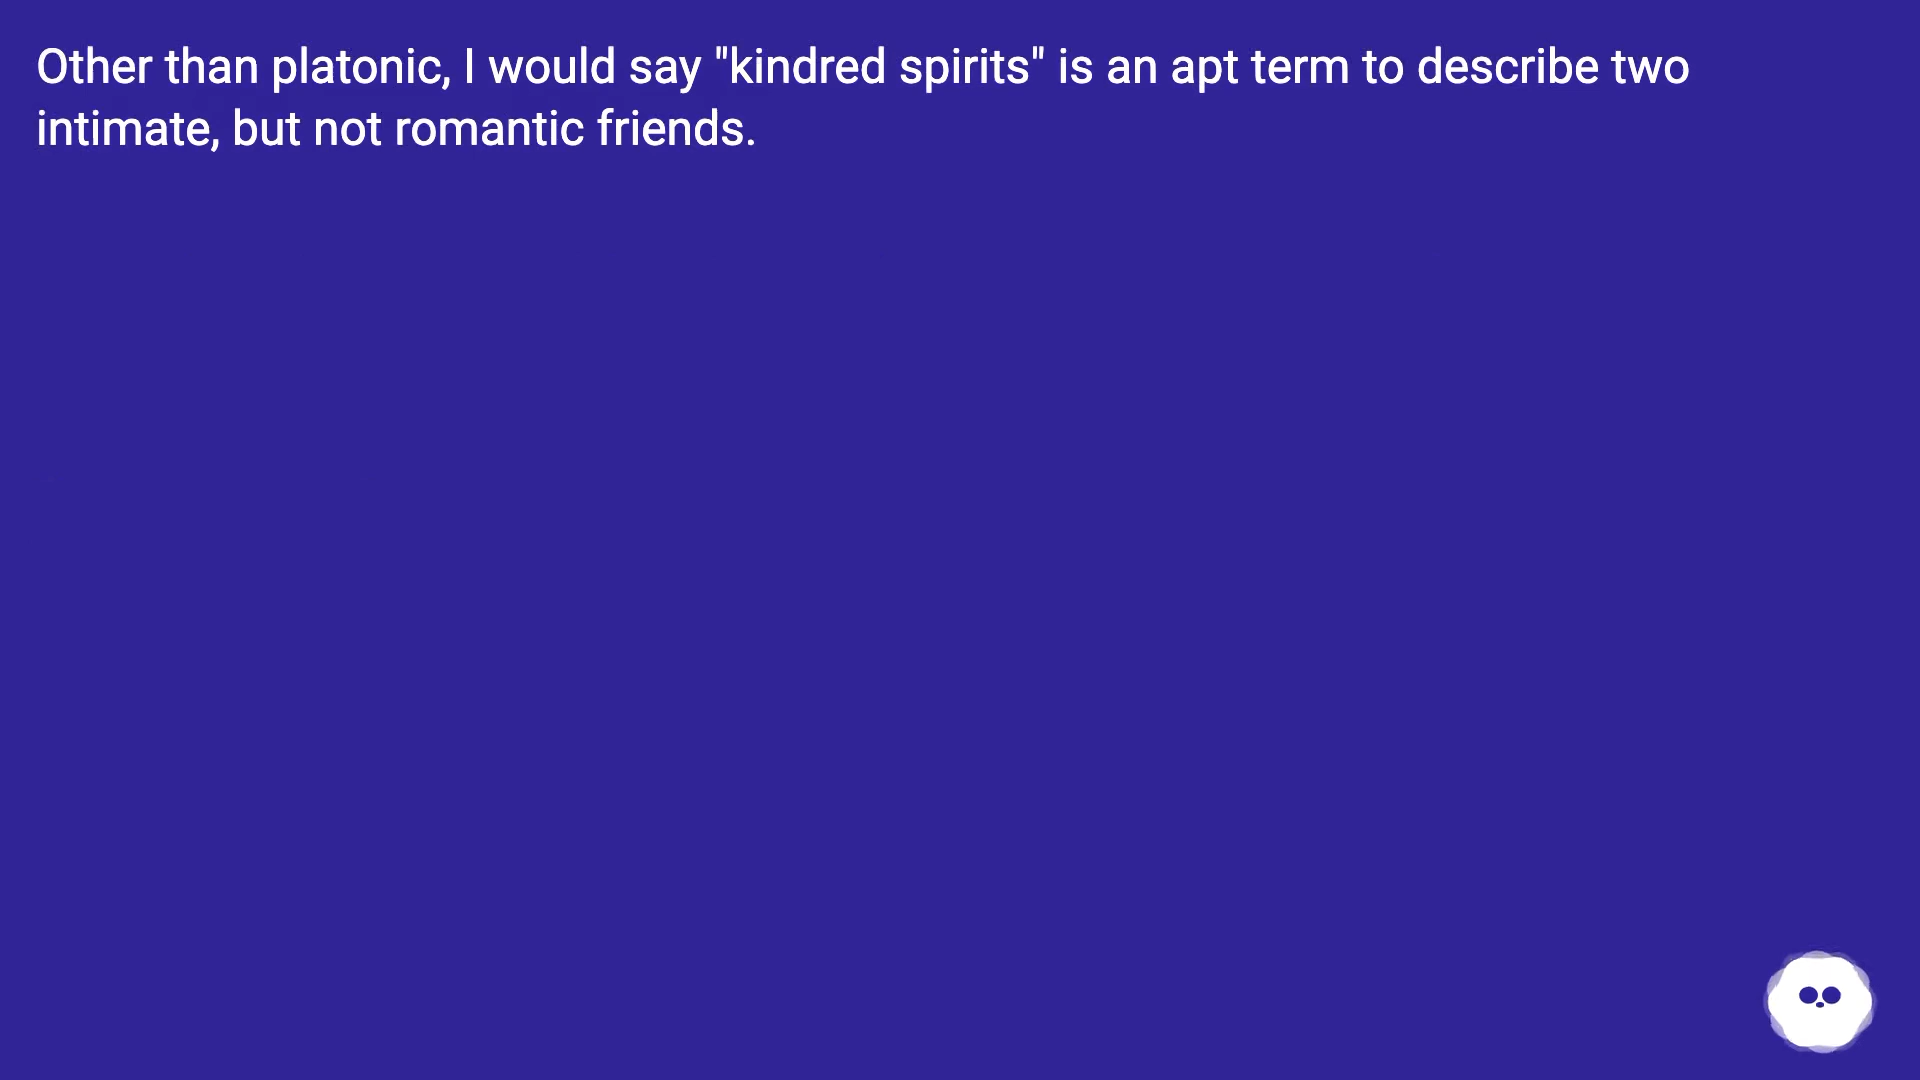 Other than platonic, I would say "kindred spirits" is an apt term to describe two
intimate, but not romantic friends.